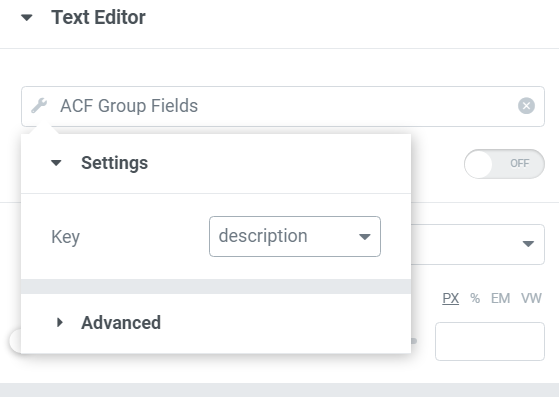 Text Editor
ACF Group Fields
Settings
OFF
Key
description
PX % EM VW
Advanced